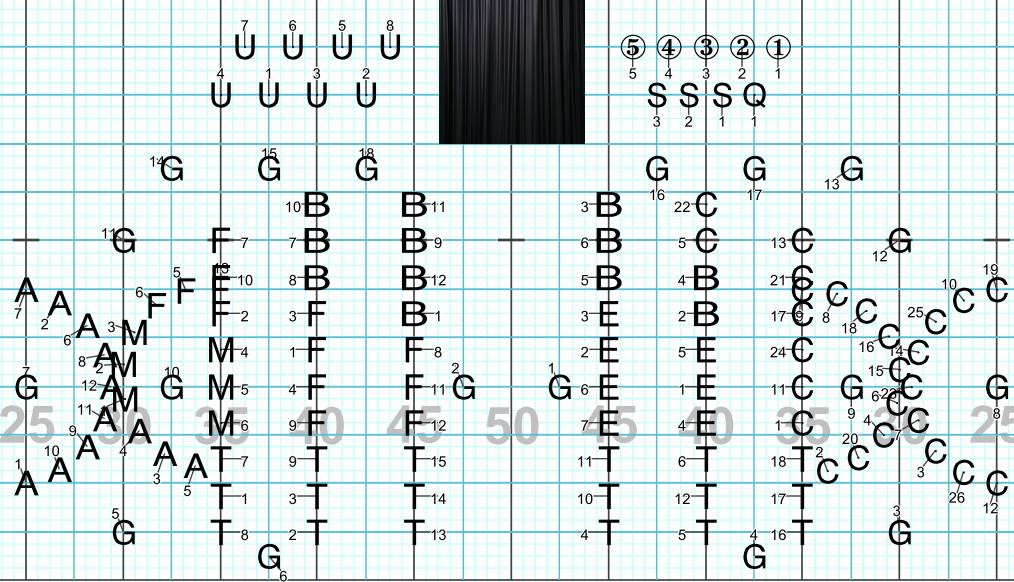 7 6 5 8
U U U U
⑤ ④ ③ ② ①
5 4 3 2 1
4 1 3 2
U U U U
S S S Q
3 2 1 1
14 G 15 G 18 G G 16 G 17 G 13
10 B B 11 3 B 22 C
11 G F 7 7 B B 9 6 B 5 C 13 C 12 G
8 B B 12 5 B 4 B 21 C
7 A 2 A 5 F 6 F E 10 9 C 8 C 10 C 19 C
6 A 3 M F 2 3 F B 1 3 E 2 B 17 C 18 C 25 C
8 A 2 M M 4 1 F F 8 2 E 5 E 24 C 16 C 14 C
7 G 12 A M 10 G M 5 4 F F 11 2 G 1 G 6 E 1 E 11 C G 9 15 C 23 C G 8
11 A A 4 M 6 9 F F 12 7 E 4 E 1 C 6 C 7 C
25 30 35 40 45 50 45 40 35 30 25
1 A 10 A 9 A 3 A 5 A T 7 9 T T 15 11 T 6 T 18 T 2 C 20 C 4 C 3 C
T 1 3 T T 14 10 T 12 T 17 T 26 C 12 C
5 G T 8 2 T T 13 4 T 5 T 16 T 3 G
G 6 4 G